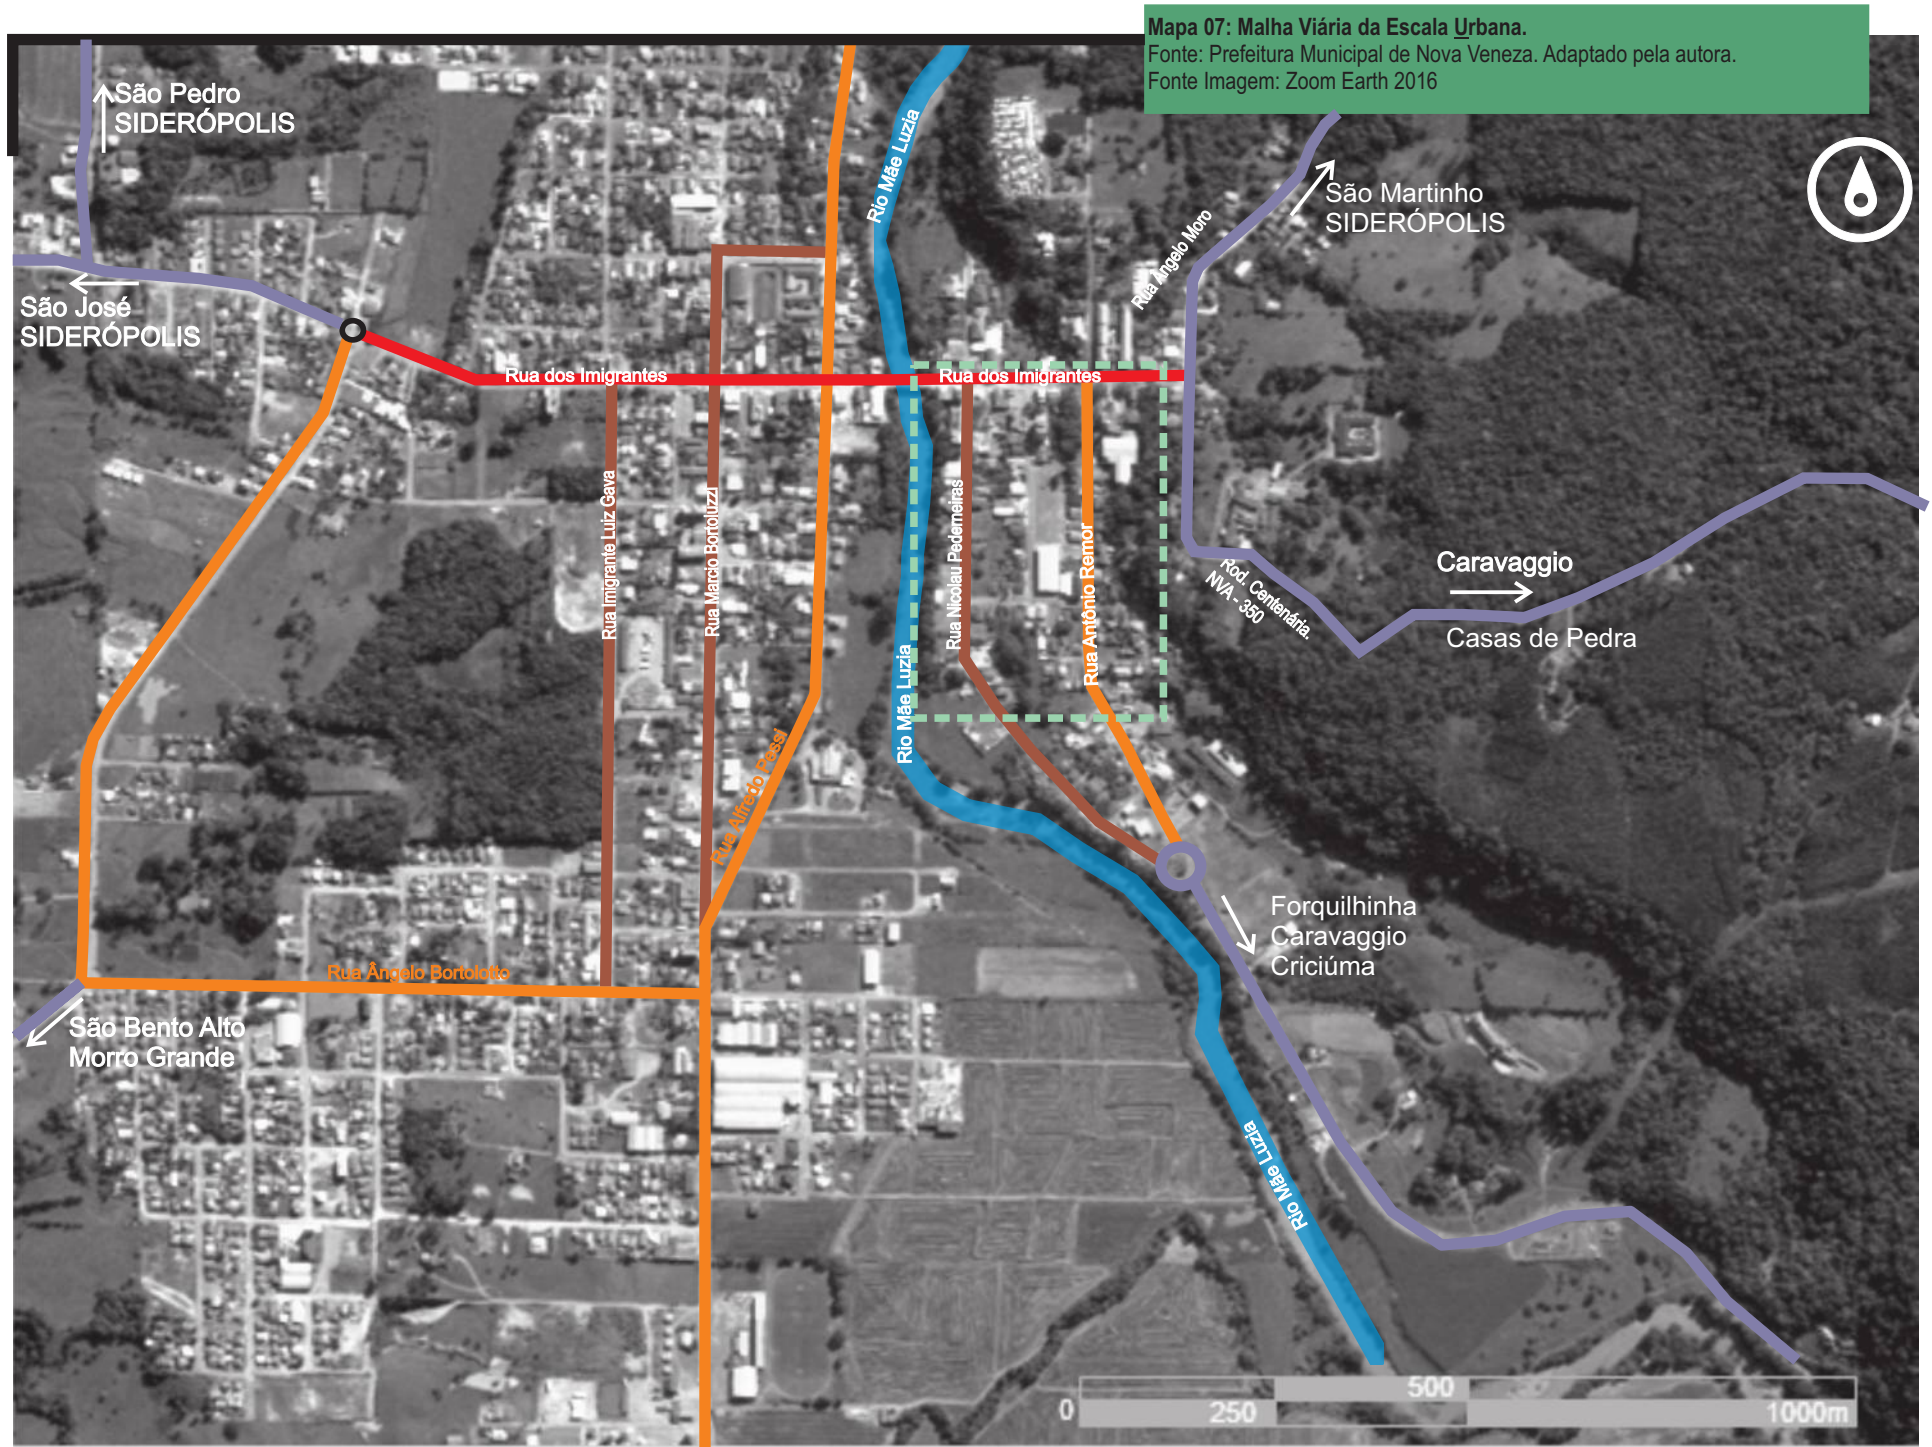 Mapa 07: Malha Viária da Escala Urbana.
Fonte: Prefeitura Municipal de Nova Veneza. Adaptado pela autora.
Fonte Imagem: Zoom Earth 2016
São Pedro
SIDERÓPOLIS
Rio Mãe Luzia
São Martinho
SIDERÓPOLIS
Rua Angelo Moro
São José
SIDERÓPOLIS
Rua dos Imigrantes
Rua dos Imigrantes
Rua Imigrante Luiz Gava
Rua Marcio Bortoluzzi
Rua Nicolau Pederneiras
Rua Antônio Remor
Rod. Centenária.
NVA - 350
Caravaggio
Casas de Pedra
Rio Mãe Luzia
Rua Alfredo Pessi
Forquilhinha
Caravaggio
Criciúma
Rua Ângelo Bortolotto
São Bento Alto
Morro Grande
Rio Mãe Luzia
500
0
250
1000m